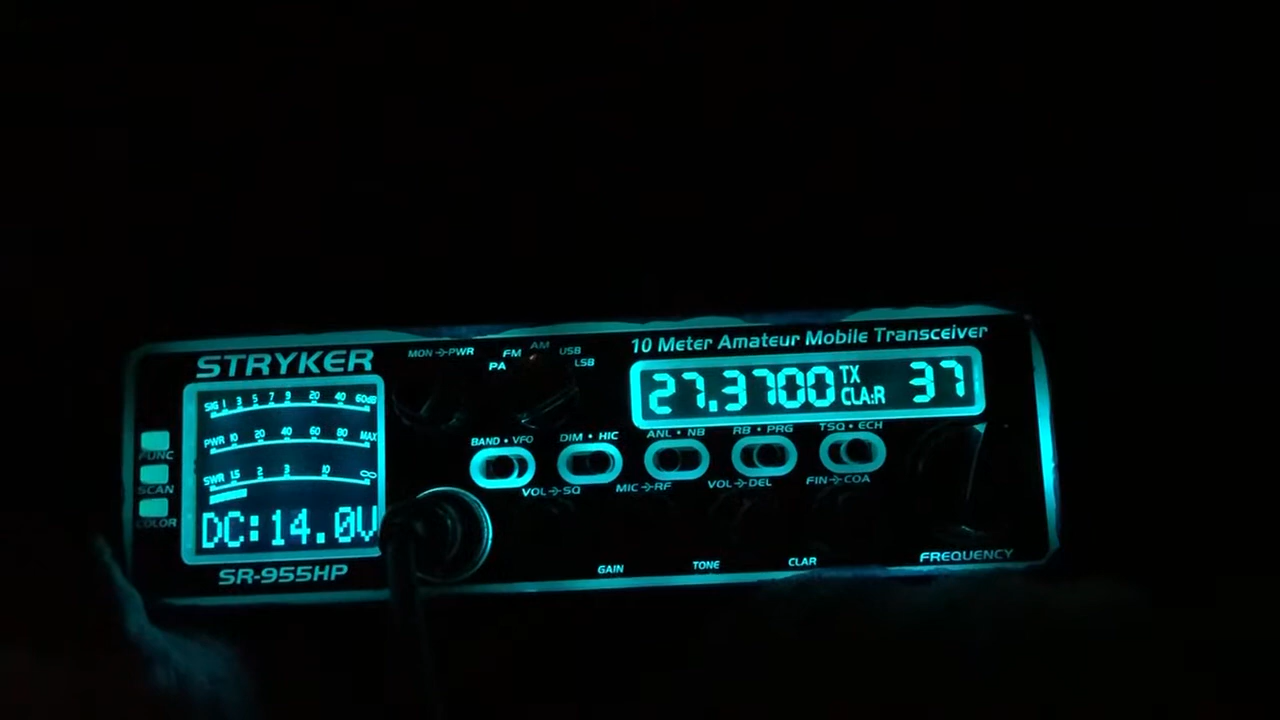 STRYKER
MON → PWR
PA FM AM USB LSB
10 Meter Amateur Mobile Transceiver
SIG 1 3 5 7 9 20 40 60dB
PWR 10 20 40 60 80 MAX
SWR 1.5 2 3 10 ∞
DC:14.0V
SR-955HP
FUNC
SCAN
COLOR
27.3700 TX CLA:R 37
BAND • VFO DIM • HIC ANL • NB RB • PRG TSQ • ECH
VOL → SQ MIC → RF VOL → DEL FIN → COA
GAIN TONE CLAR FREQUENCY